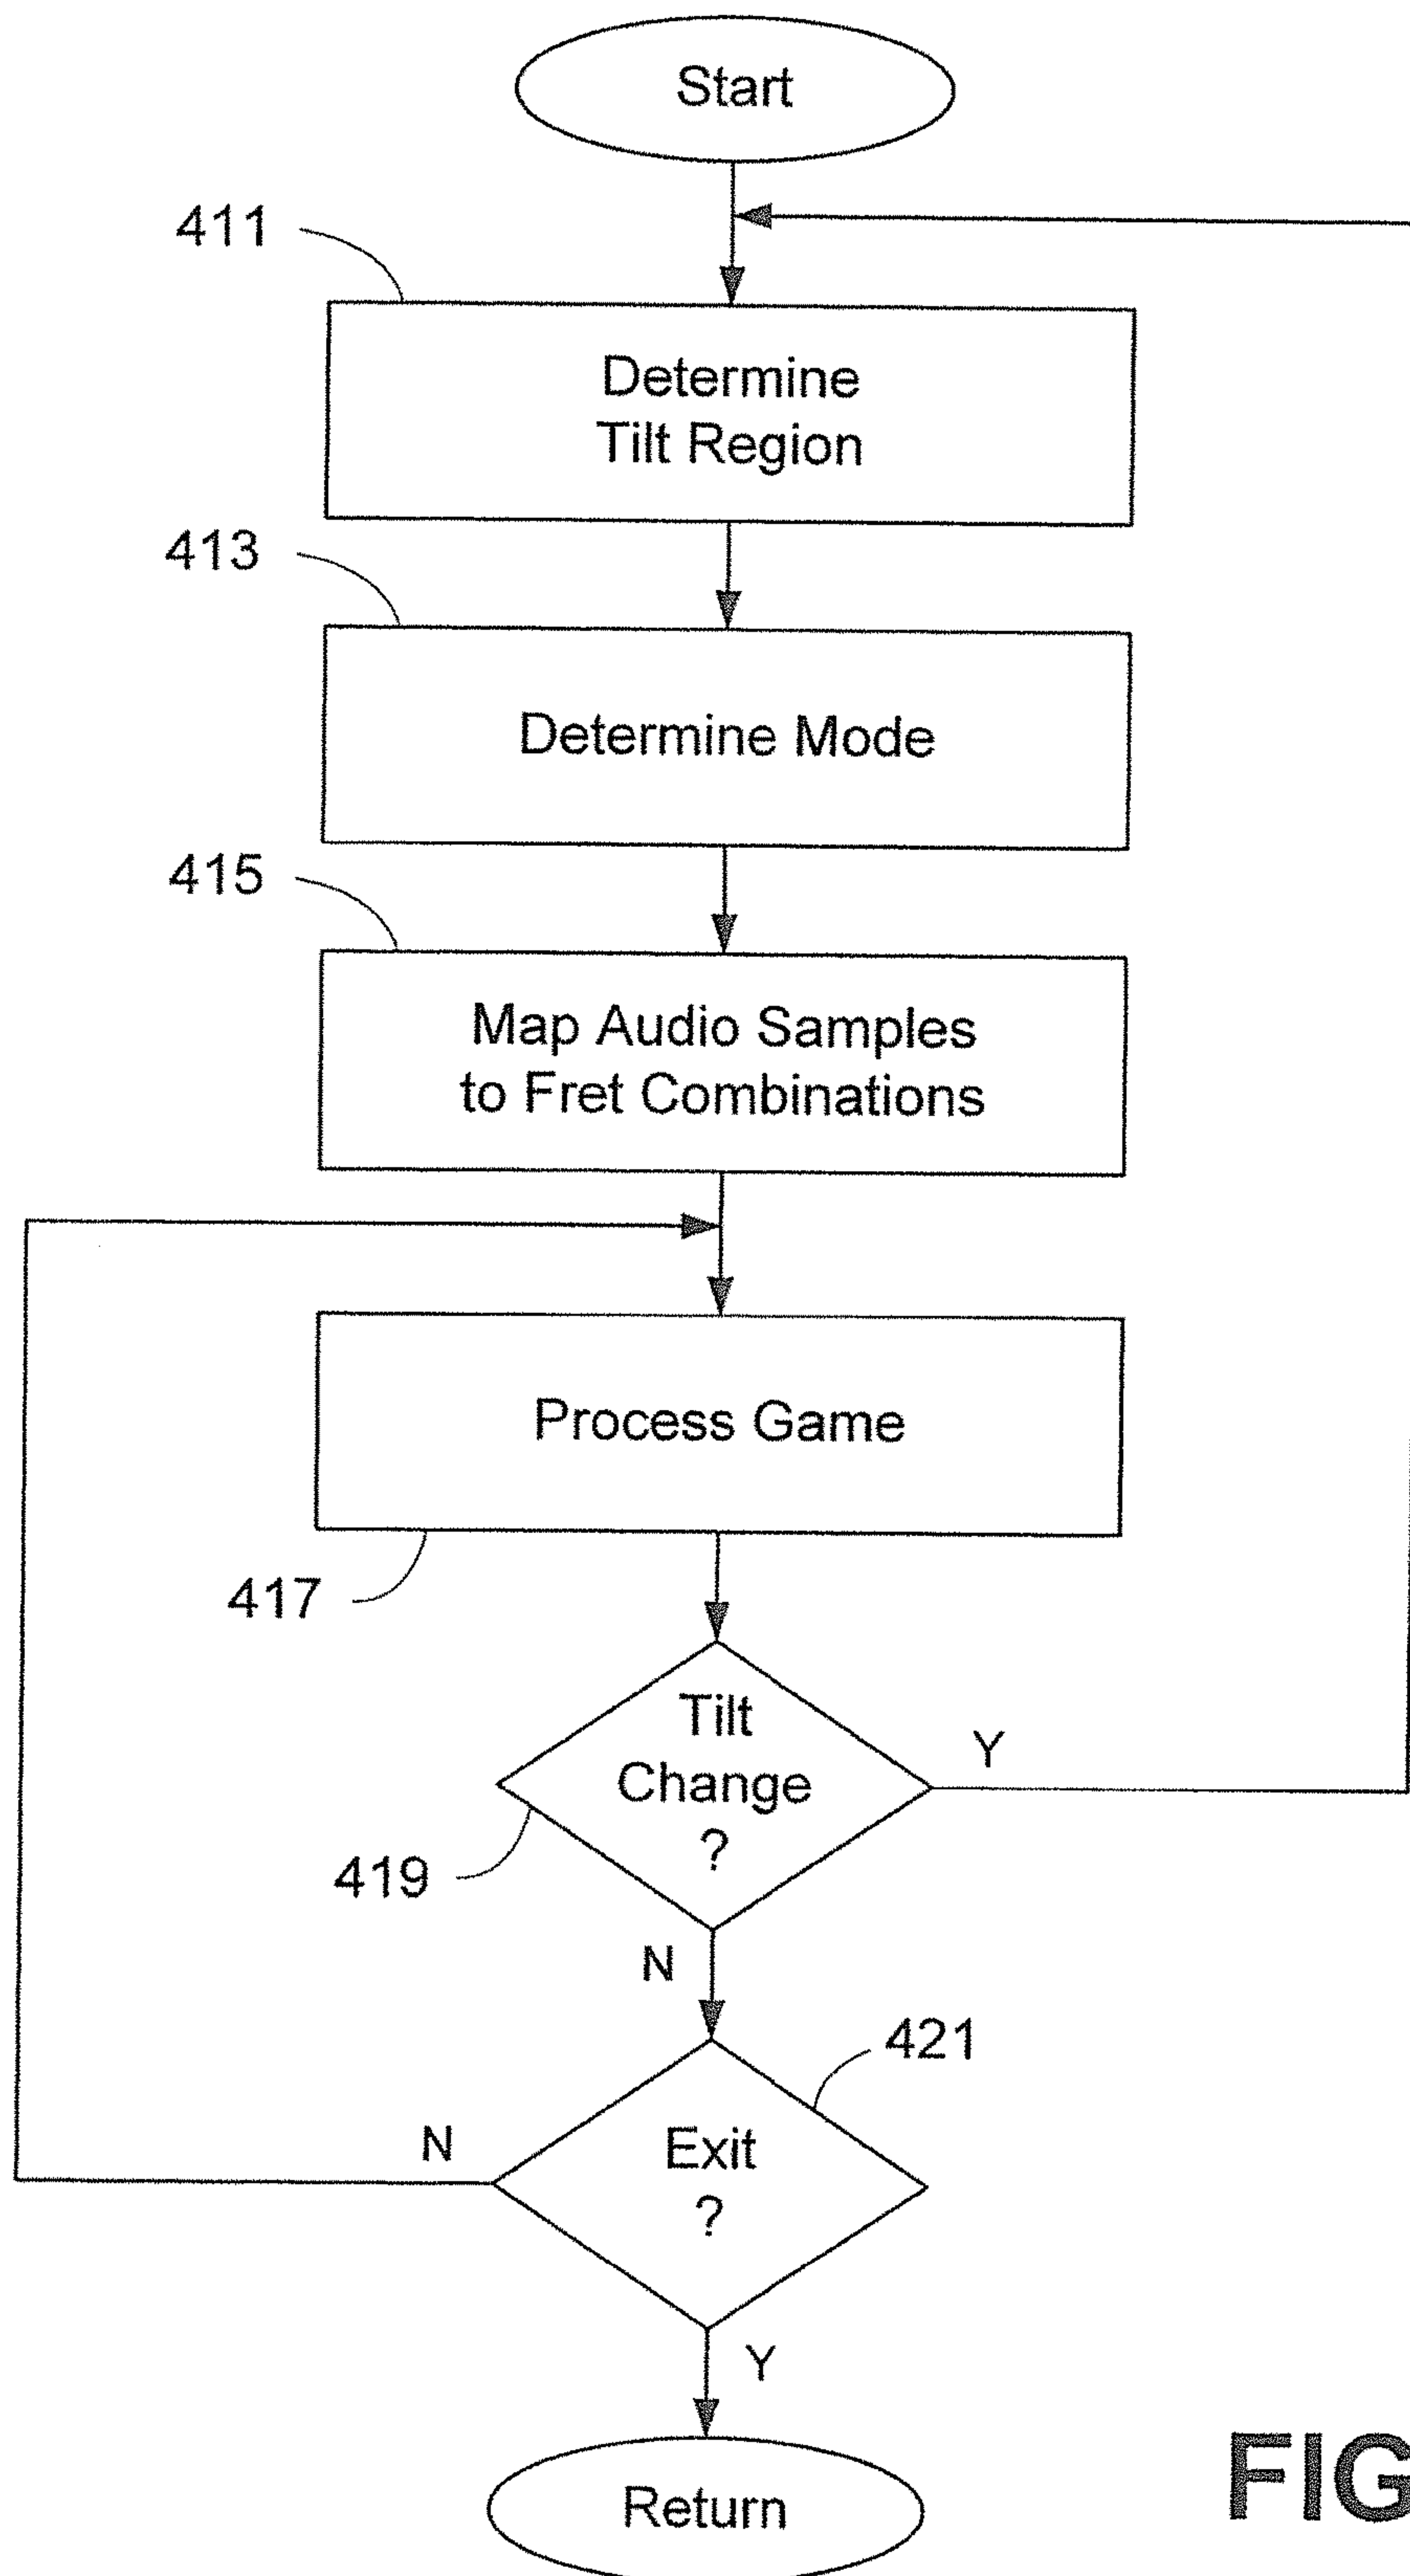 Start
411
Determine
Tilt Region
413
Determine Mode
415
Map Audio Samples
to Fret Combinations
Process Game
417
Tilt
Change
?
Y
419
N
421
Exit
?
N
Y
Return
FIG